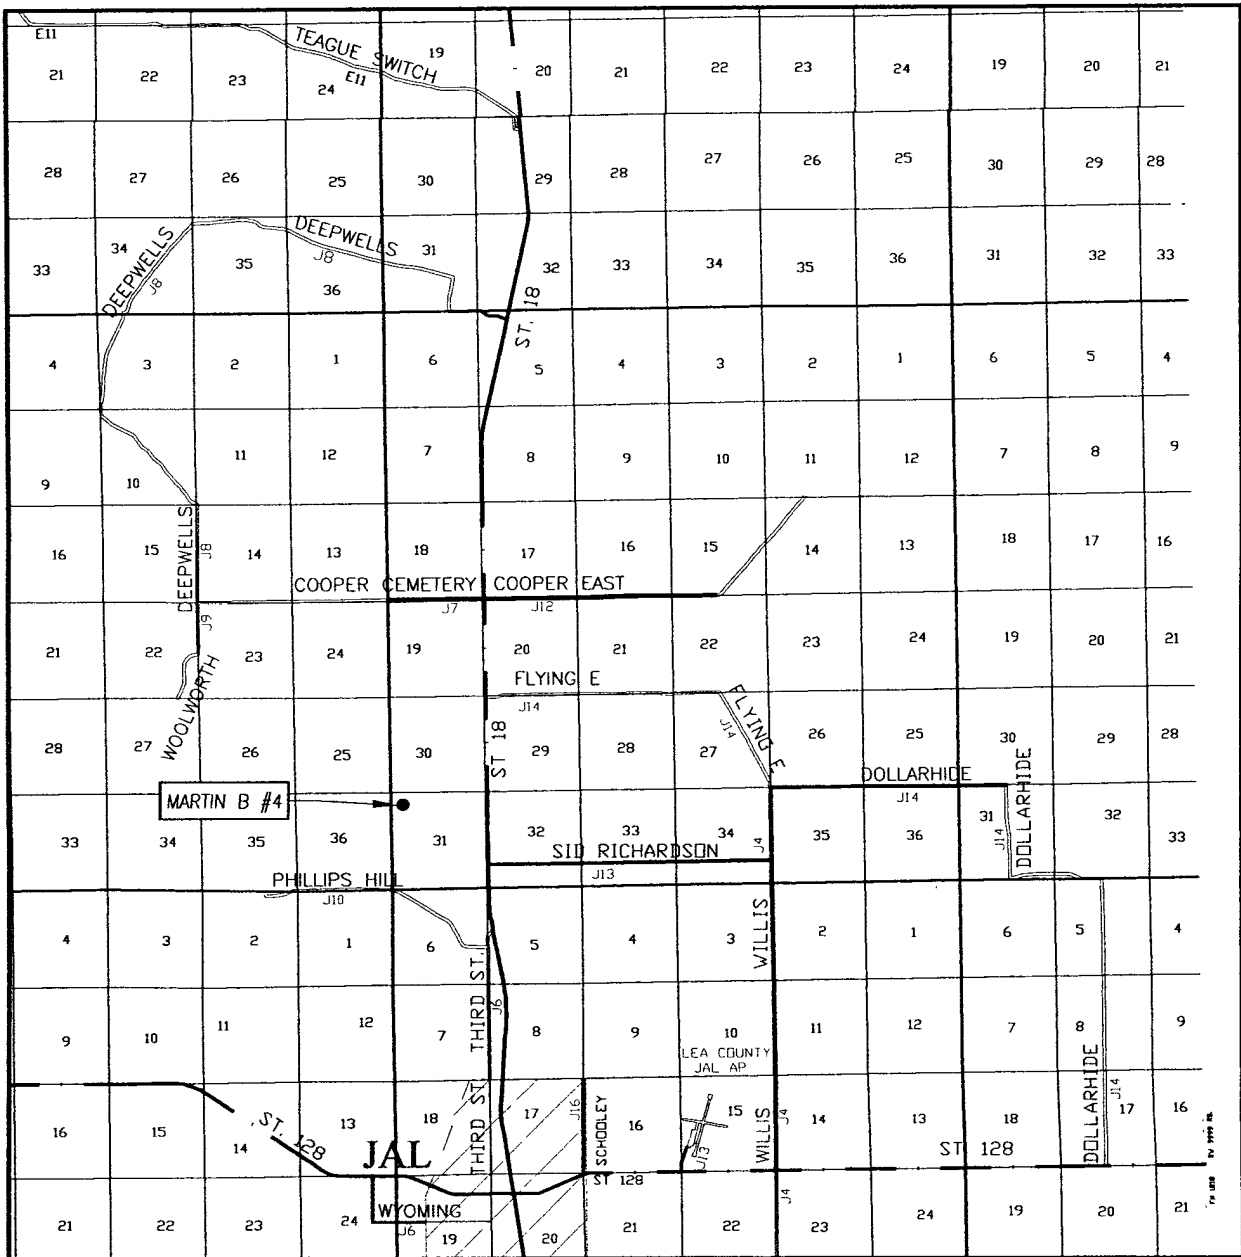 E11
TEAGUE SWITCH
E11
19
21 22 23 24 20 21 22 23 24 19 20 21
28 27 26 25 30 29 28 27 26 25 30 29 28
DEEPWELLS
J8
DEEPWELLS
J8
33 34 35 36 31 32 33 34 35 36 31 32 33
ST. 18
4 3 2 1 6 5 4 3 2 1 6 5 4
9 10 11 12 7 8 9 10 11 12 7 8 9
DEEPWELLS
J8
16 15 14 13 18 17 16 15 14 13 18 17 16
COOPER CEMETERY COOPER EAST
J7 J12
J9
21 22 23 24 19 20 21 22 23 24 19 20 21
WOOLWORTH
FLYING E
J14
FLYING E
J14
ST 18
28 27 26 25 30 29 28 27 26 25 30 29 28
DOLLARHIDE
J14
DOLLARHIDE
J14
MARTIN B #4
33 34 35 36 31 32 33 34 35 36 31 32 33
J4
SID RICHARDSON
J13
PHILLIPS HILL
J10
4 3 2 1 6 5 4 3 2 1 6 5 4
WILLIS
THIRD ST.
J6
9 10 11 12 7 8 9 10 11 12 7 8 9
LEA COUNTY
JAL AP
DOLLARHIDE
J14
16 15 14 13 18 17 16 15 14 13 18 17 16
THIRD ST
J16
SCHOOLEY
J13
WILLIS
J4
ST. 128
JAL
ST 128
ST 128
WYOMING
J6
J4
21 22 23 24 19 20 21 22 23 24 19 20 21